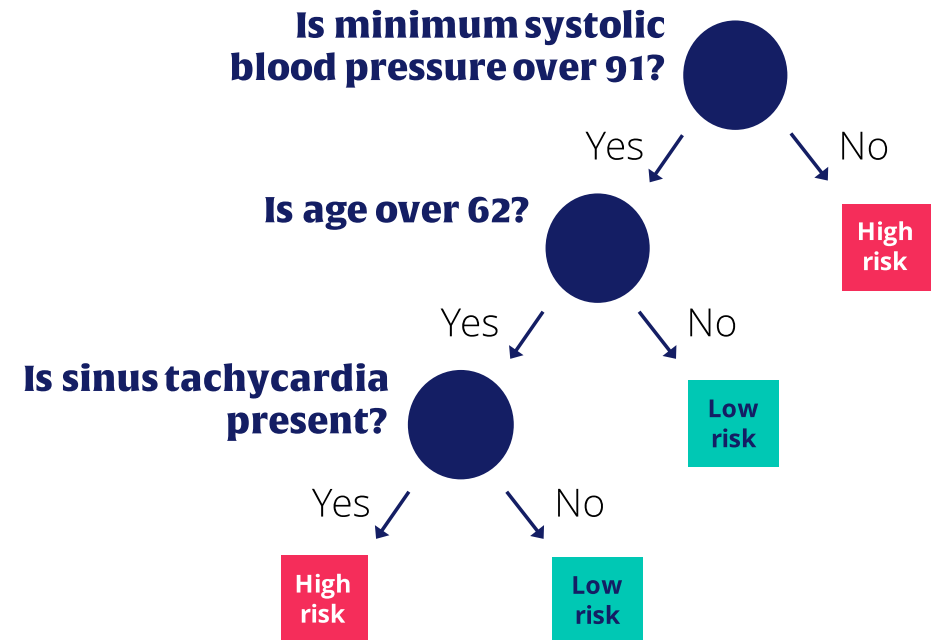 Is minimum systolic
blood pressure over 91?
Yes
No
Is age over 62?
High
risk
Yes
No
Is sinus tachycardia
present?
Low
risk
Yes
No
High
risk
Low
risk